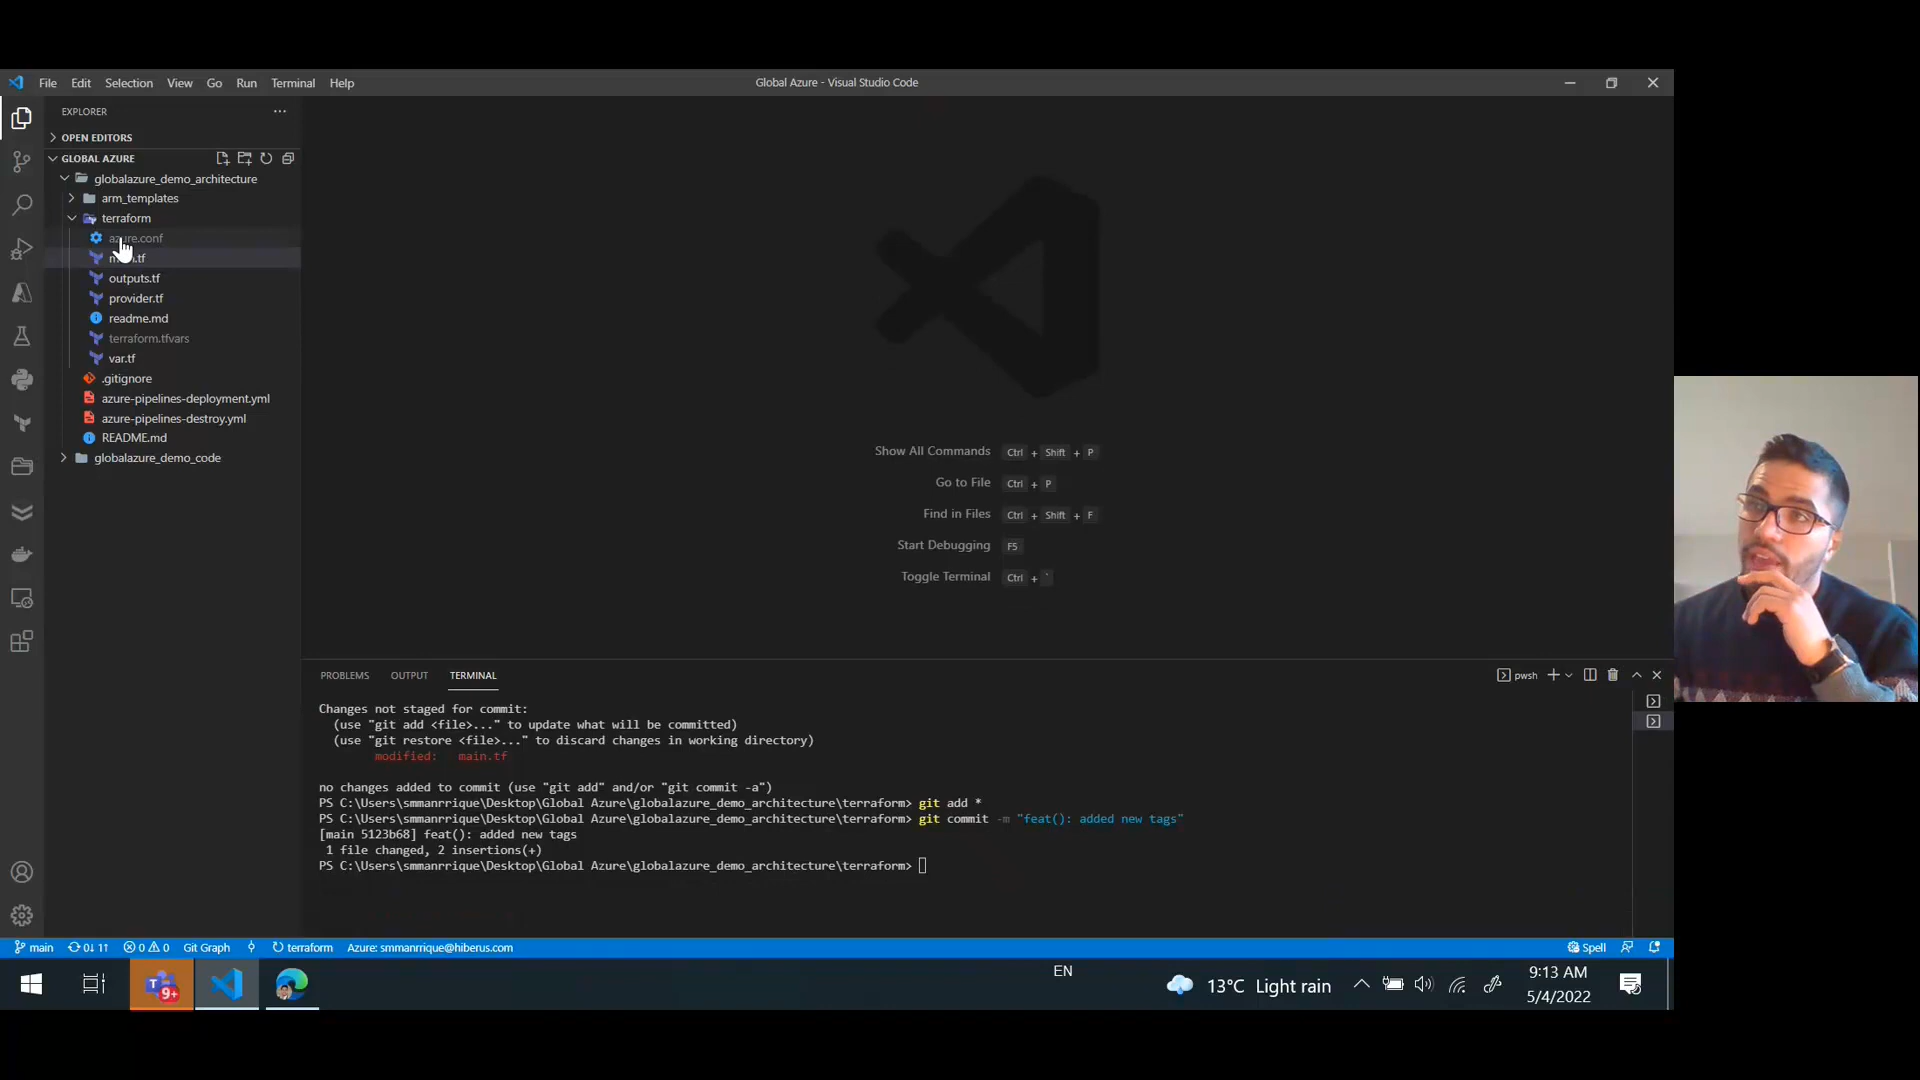 File Edit Selection View Go Run Terminal Help
Global Azure - Visual Studio Code
EXPLORER
OPEN EDITORS
GLOBAL AZURE
globalazure_demo_architecture
arm_templates
terraform
azure.conf
main.tf
outputs.tf
provider.tf
readme.md
terraform.tfvars
var.tf
.gitignore
azure-pipelines-deployment.yml
azure-pipelines-destroy.yml
README.md
globalazure_demo_code
Show All Commands Ctrl + Shift + P
Go to File Ctrl + P
Find in Files Ctrl + Shift + F
Start Debugging F5
Toggle Terminal Ctrl + `
PROBLEMS OUTPUT TERMINAL
pwsh
Changes not staged for commit:
(use "git add <file>..." to update what will be committed)
(use "git restore <file>..." to discard changes in working directory)
modified: main.tf
no changes added to commit (use "git add" and/or "git commit -a")
PS C:\Users\smmanrrique\Desktop\Global Azure\globalazure_demo_architecture\terraform> git add *
PS C:\Users\smmanrrique\Desktop\Global Azure\globalazure_demo_architecture\terraform> git commit -m "feat(): added new tags"
[main 5123b68] feat(): added new tags
1 file changed, 2 insertions(+)
PS C:\Users\smmanrrique\Desktop\Global Azure\globalazure_demo_architecture\terraform>
main 0↓ 1↑ 0 0 Git Graph terraform Azure: smmanrrique@hiberus.com
Spell
T 9+
EN
13°C Light rain
9:13 AM
5/4/2022